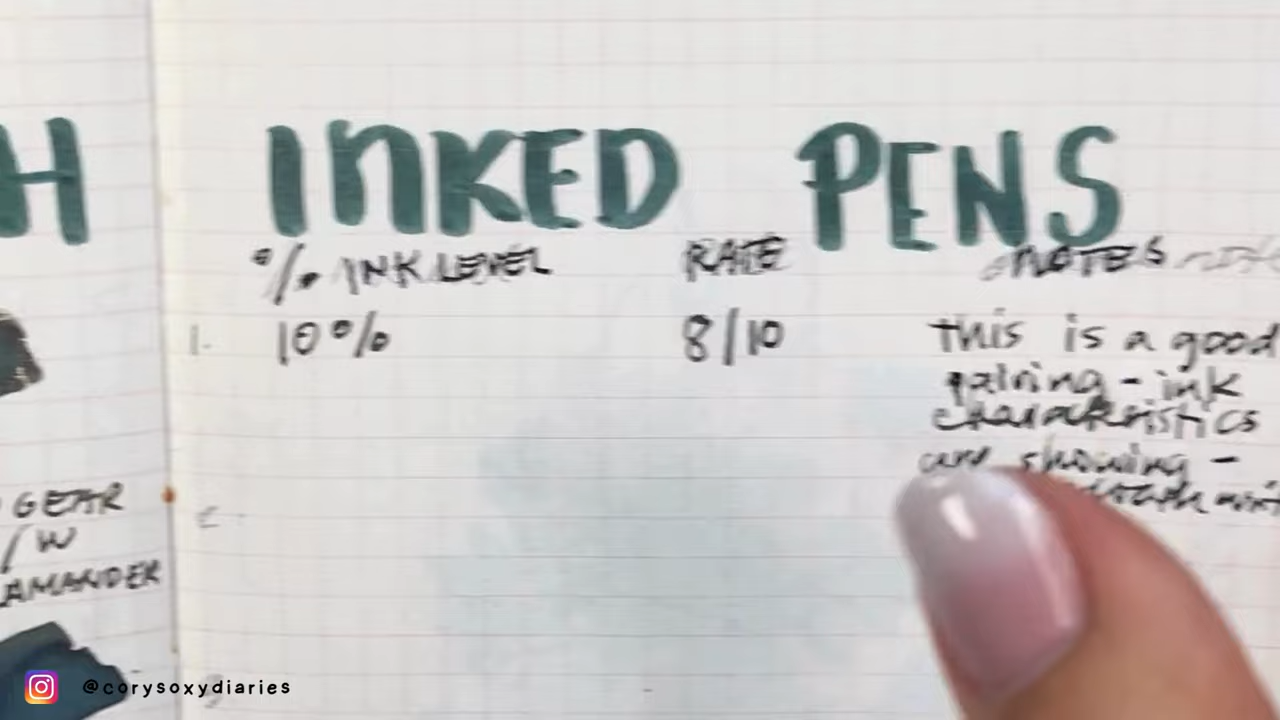 H INKED PENS
% INK LEVEL RATE NOTES
1. 10% 8/10 this is a good
pairing - ink
characteristics
are showing -
GEAR
/W
AMANDER
@corysoxydiaries